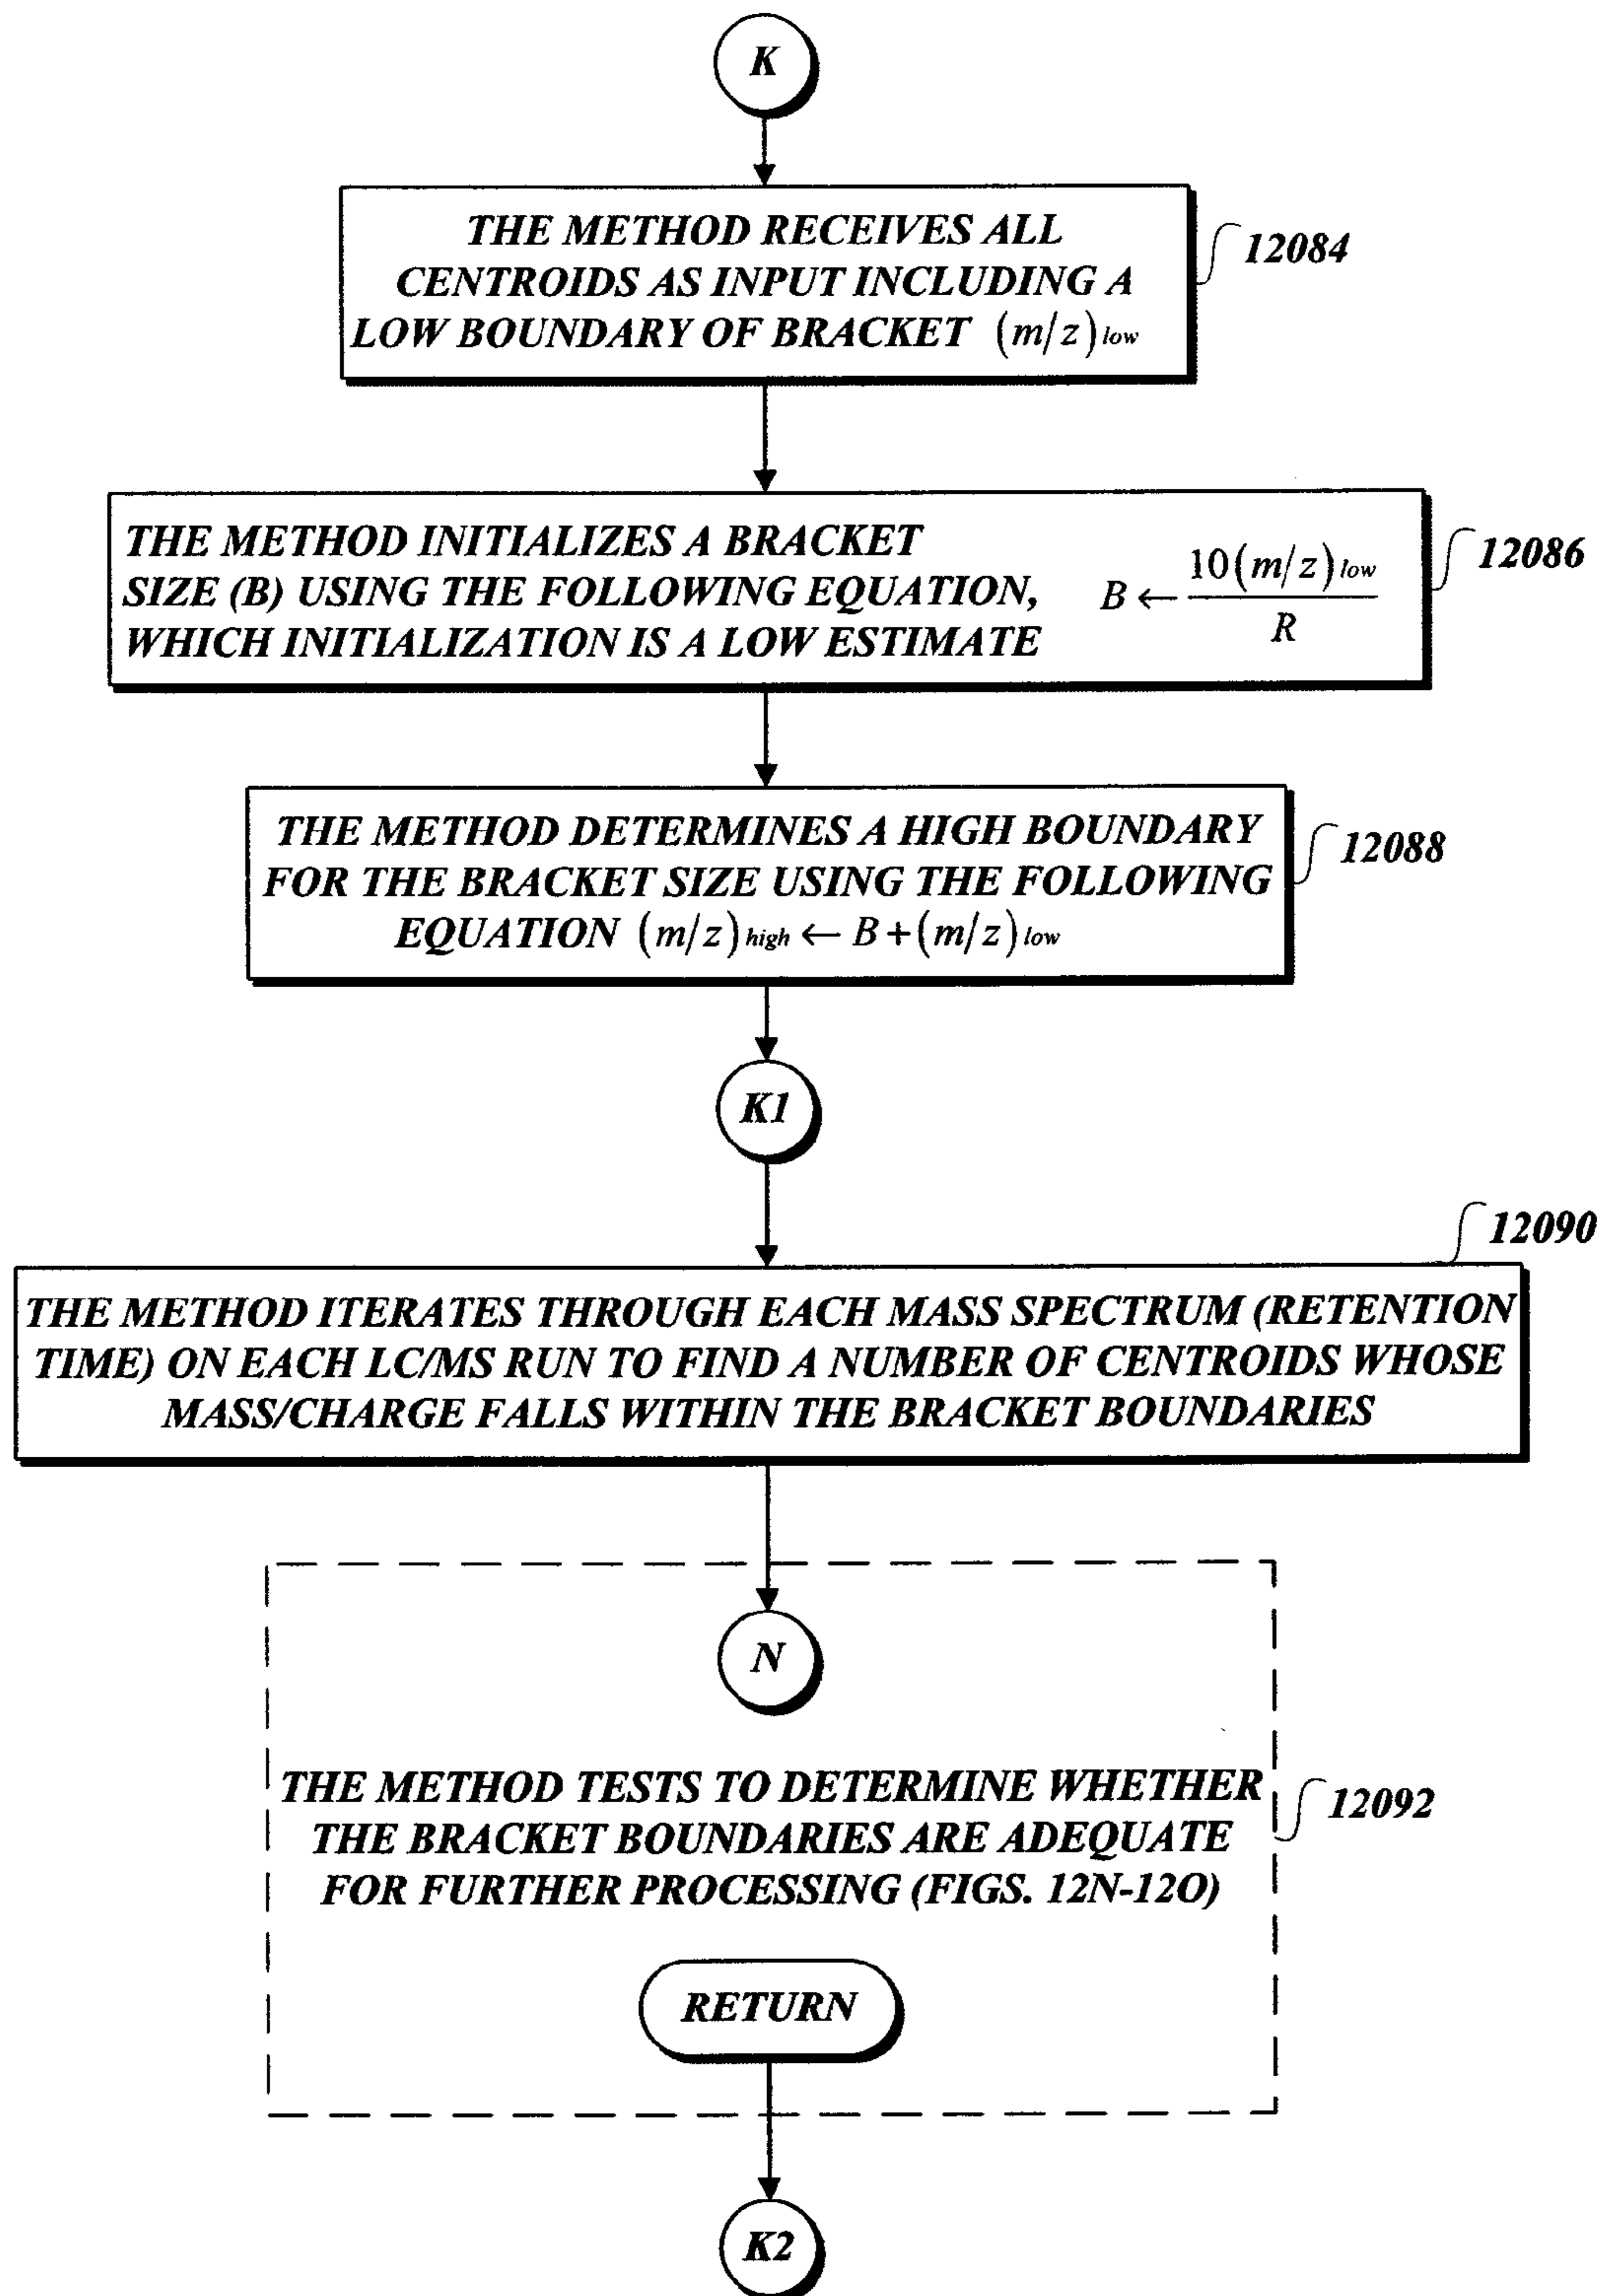 K
THE METHOD RECEIVES ALL
CENTROIDS AS INPUT INCLUDING A
LOW BOUNDARY OF BRACKET (m/z)low
12084
THE METHOD INITIALIZES A BRACKET
SIZE (B) USING THE FOLLOWING EQUATION,
WHICH INITIALIZATION IS A LOW ESTIMATE
B ← 10(m/z)low / R
12086
THE METHOD DETERMINES A HIGH BOUNDARY
FOR THE BRACKET SIZE USING THE FOLLOWING
EQUATION (m/z)high ← B + (m/z)low
12088
K1
12090
THE METHOD ITERATES THROUGH EACH MASS SPECTRUM (RETENTION
TIME) ON EACH LC/MS RUN TO FIND A NUMBER OF CENTROIDS WHOSE
MASS/CHARGE FALLS WITHIN THE BRACKET BOUNDARIES
N
THE METHOD TESTS TO DETERMINE WHETHER
THE BRACKET BOUNDARIES ARE ADEQUATE
FOR FURTHER PROCESSING (FIGS. 12N-12O)
12092
RETURN
K2